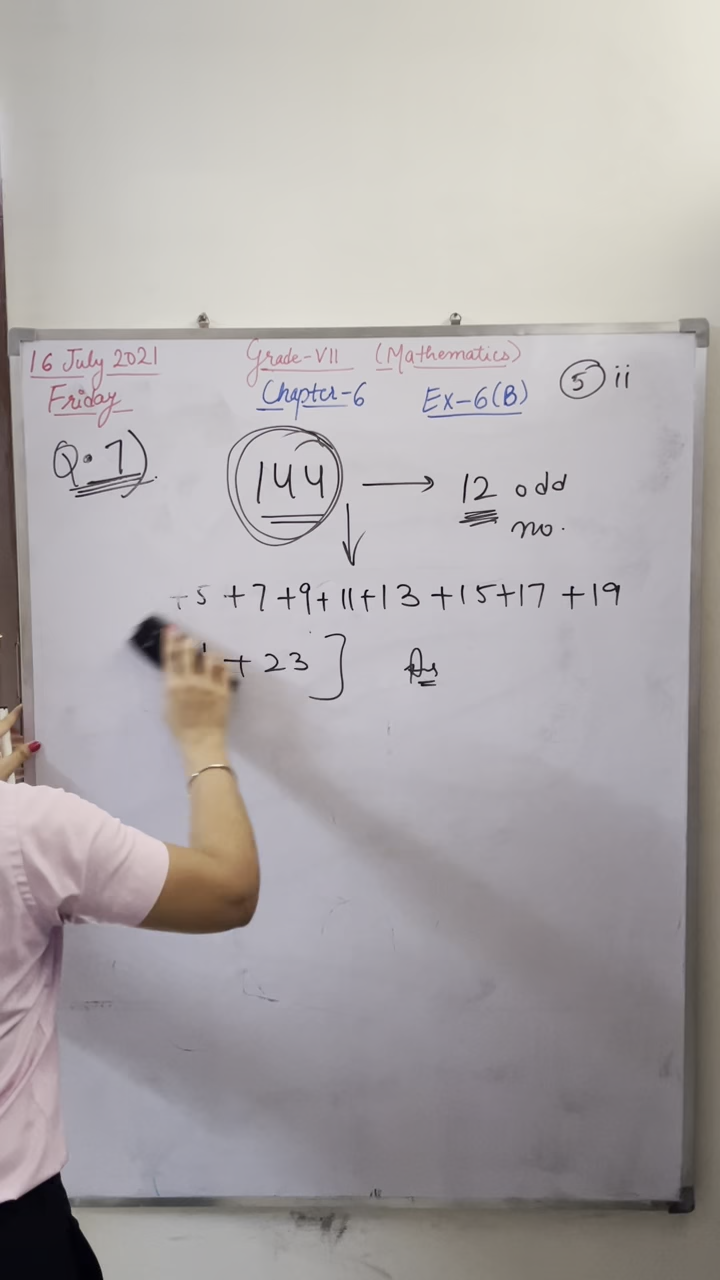 16 July 2021 Grade-VII (Mathematics)
Friday Chapter-6 Ex-6(B) 5 ii
Q.7) 144 → 12 odd
no.
+5 +7 +9+11+13 +15+17 +19
+ 23] As